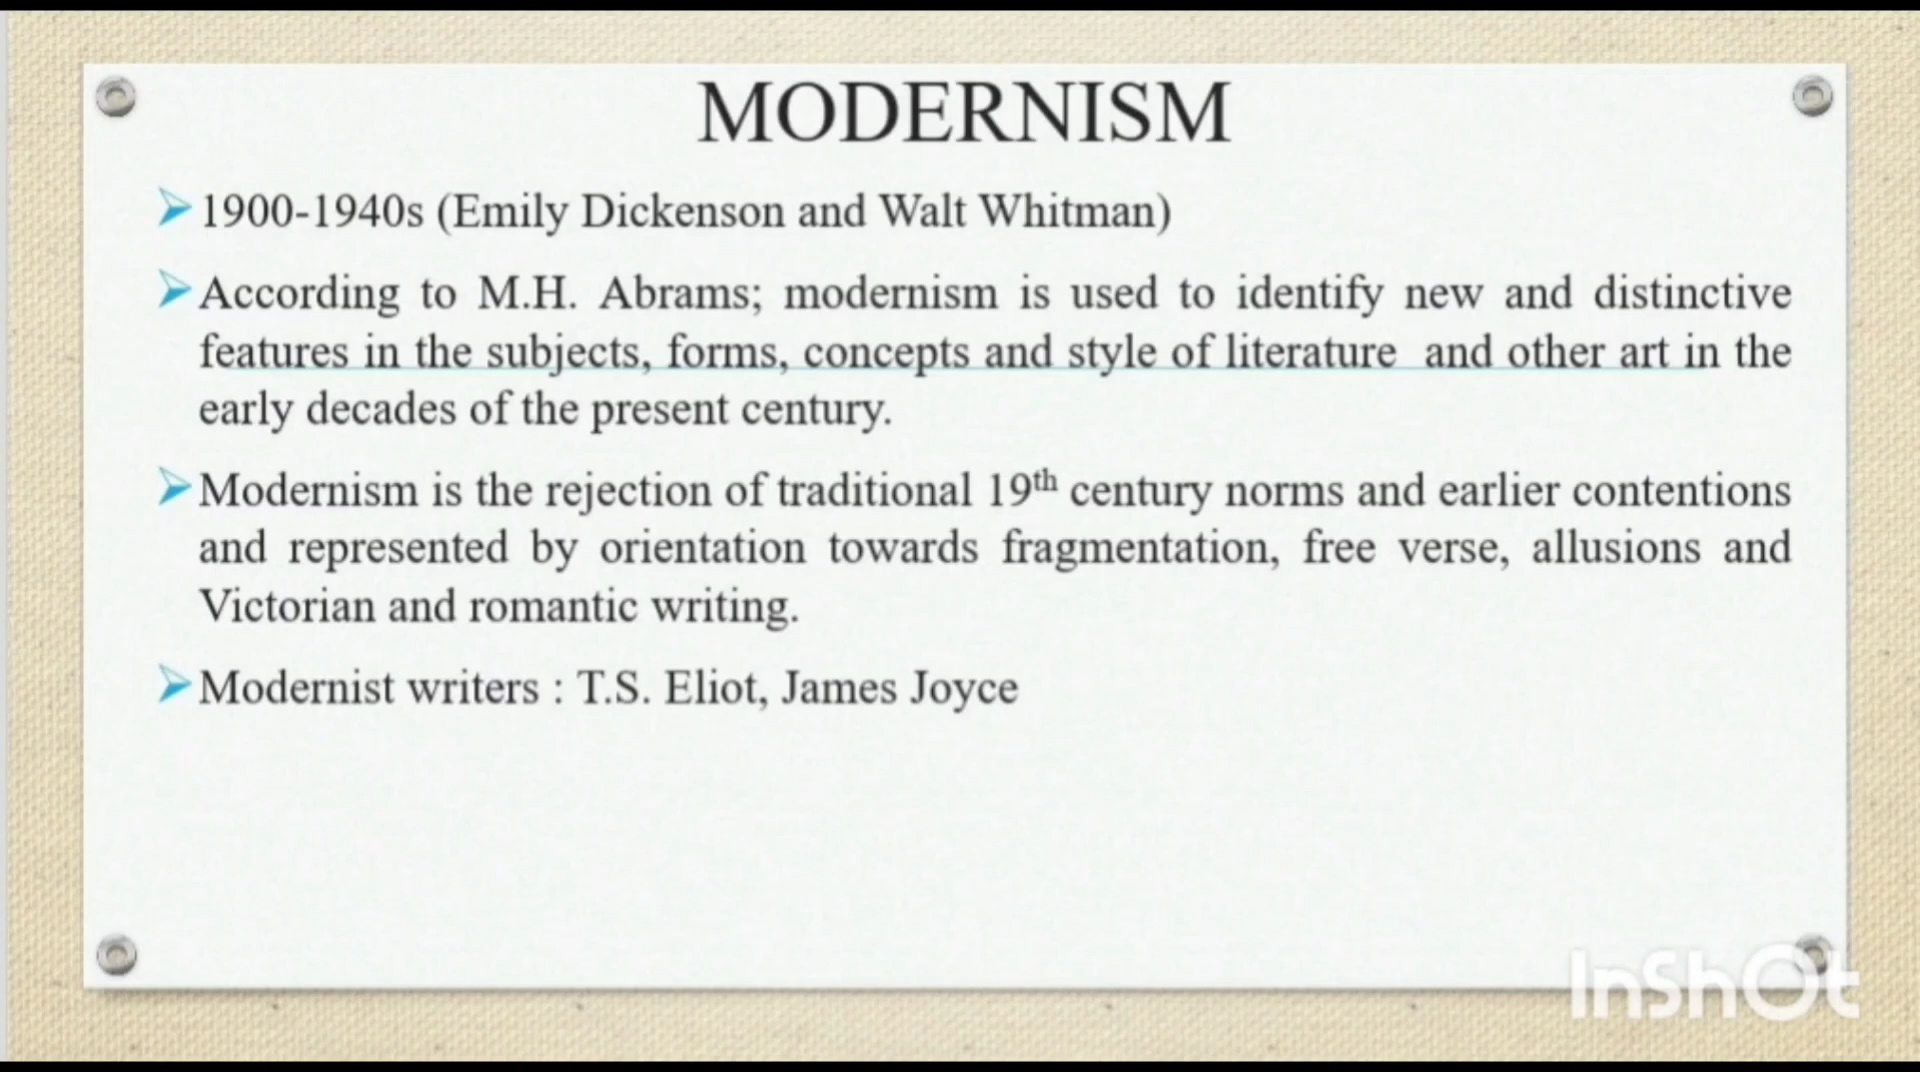 MODERNISM
1900-1940s (Emily Dickenson and Walt Whitman)
According to M.H. Abrams; modernism is used to identify new and distinctive
features in the subjects, forms, concepts and style of literature and other art in the
early decades of the present century.
Modernism is the rejection of traditional 19th century norms and earlier contentions
and represented by orientation towards fragmentation, free verse, allusions and
Victorian and romantic writing.
Modernist writers : T.S. Eliot, James Joyce
InShOt